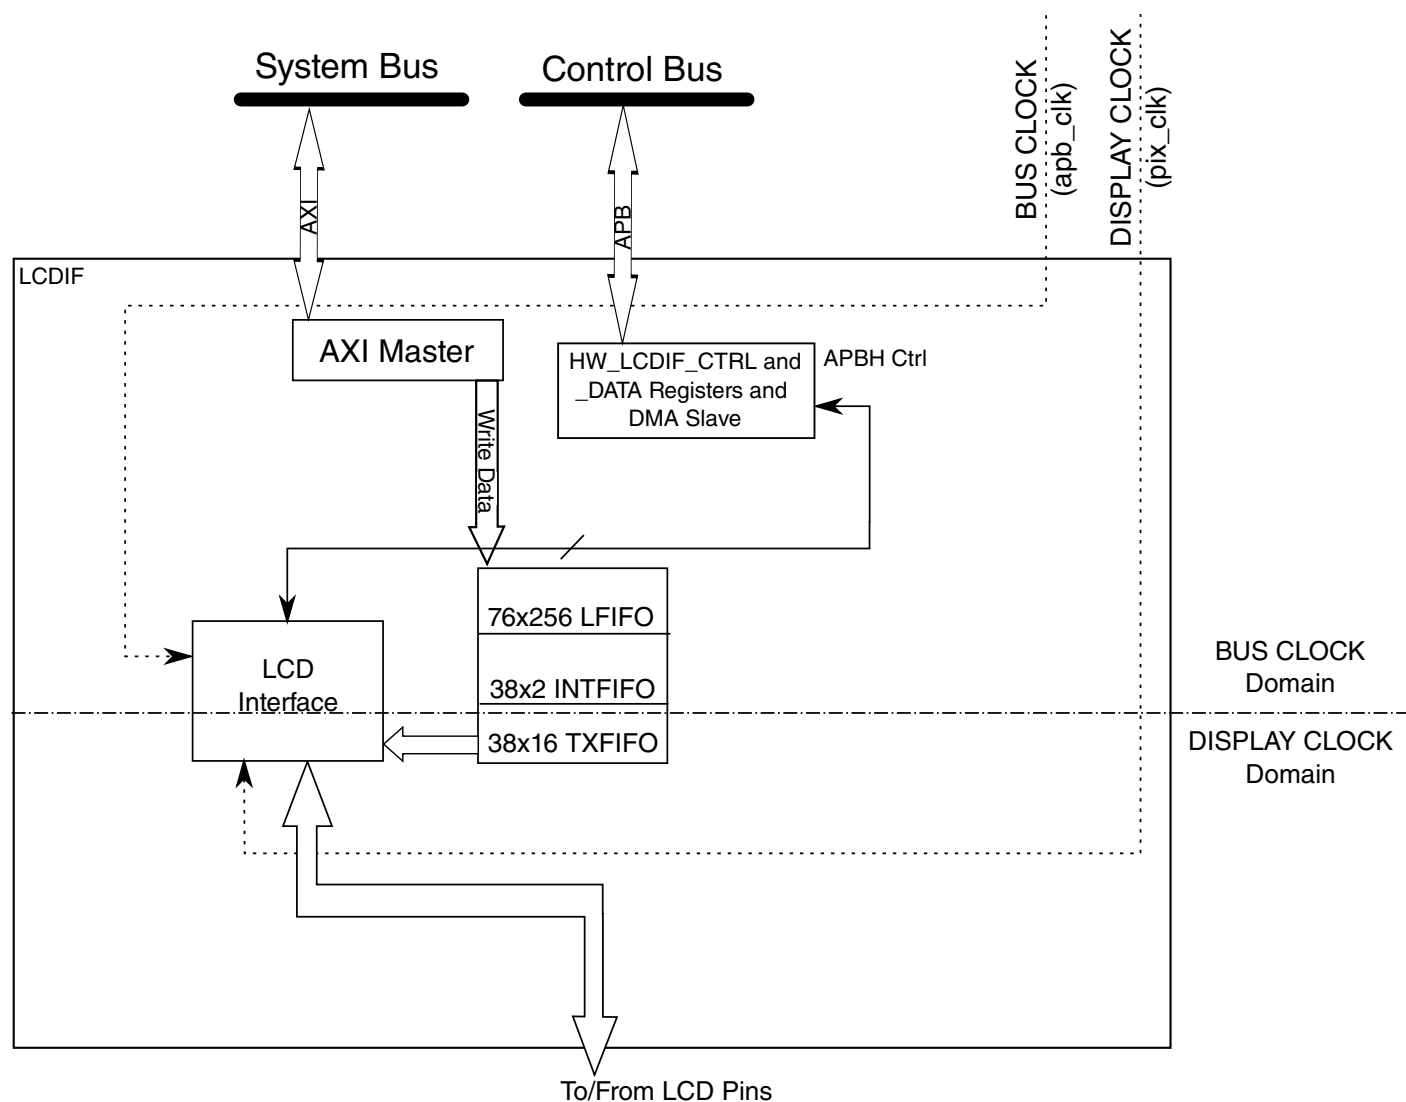 System Bus
Control Bus
BUS CLOCK
(apb_clk)
DISPLAY CLOCK
(pix_clk)
AXI
APB
LCDIF
AXI Master
HW_LCDIF_CTRL and
_DATA Registers and
DMA Slave
APBH Ctrl
Write Data
76x256 LFIFO
38x2 INTFIFO
38x16 TXFIFO
LCD
Interface
BUS CLOCK
Domain
DISPLAY CLOCK
Domain
To/From LCD Pins